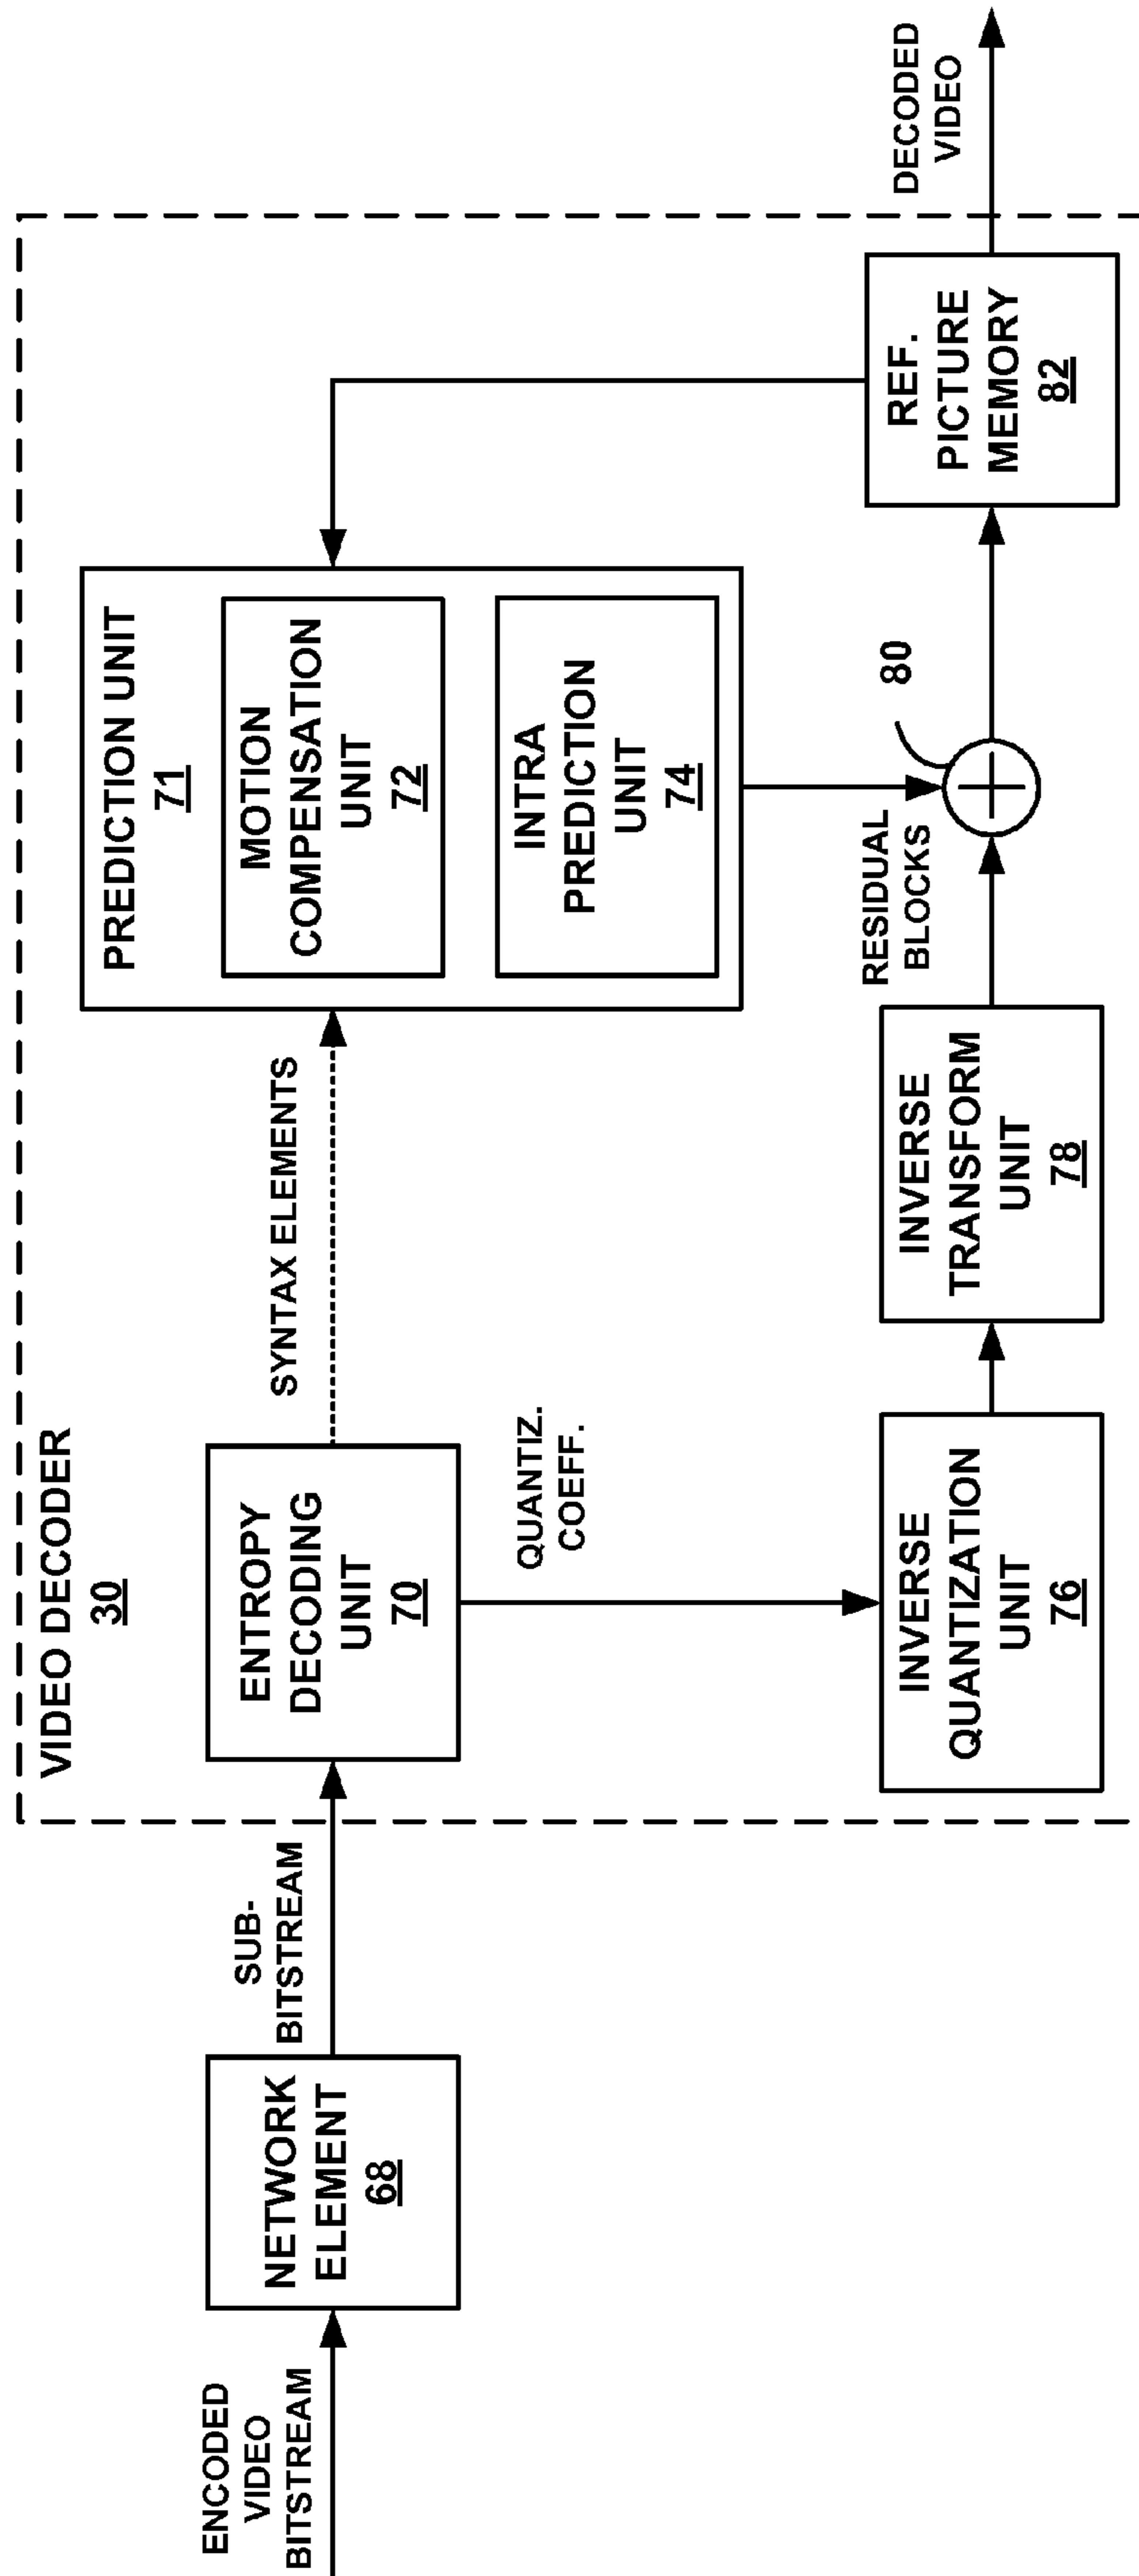 VIDEO DECODER
30
ENCODED
VIDEO
BITSTREAM
NETWORK
ELEMENT
68
SUB-
BITSTREAM
ENTROPY
DECODING
UNIT
70
SYNTAX ELEMENTS
PREDICTION UNIT
71
MOTION
COMPENSATION
UNIT
72
INTRA
PREDICTION
UNIT
74
QUANTIZ.
COEFF.
INVERSE
QUANTIZATION
UNIT
76
INVERSE
TRANSFORM
UNIT
78
RESIDUAL
BLOCKS
80
REF.
PICTURE
MEMORY
82
DECODED
VIDEO